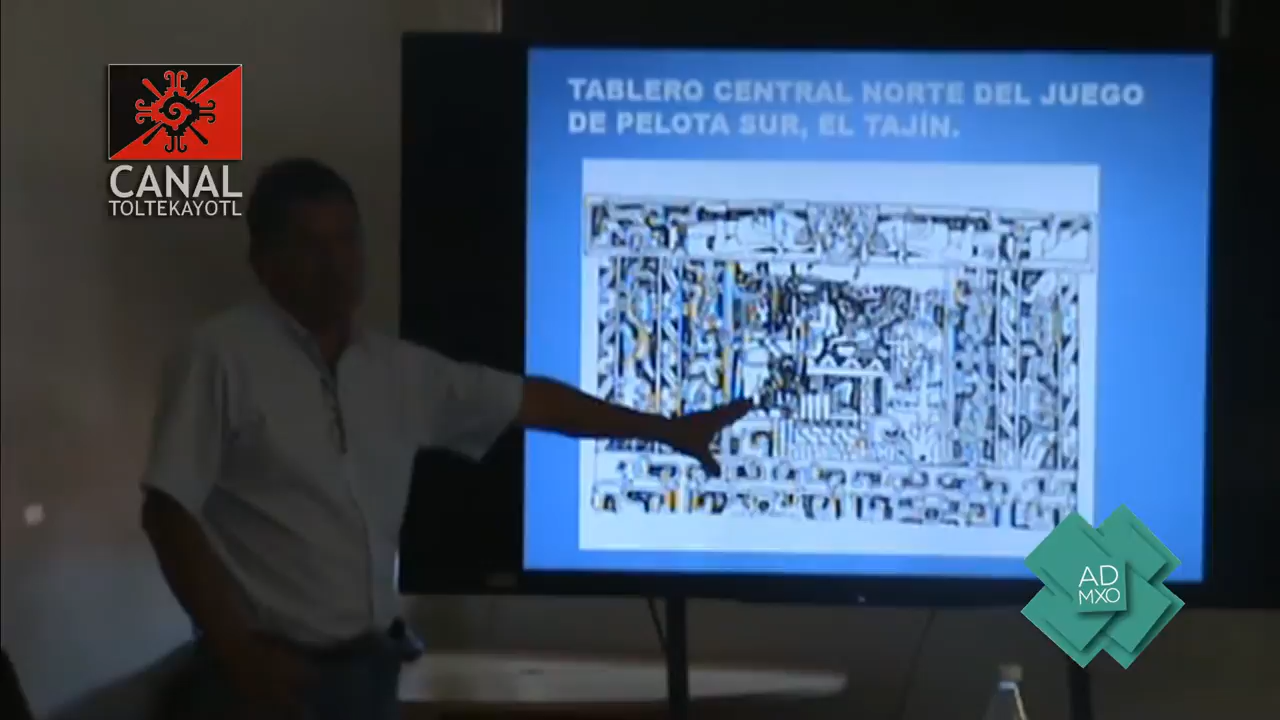 CANAL
TOLTEKAYOTL
TABLERO CENTRAL NORTE DEL JUEGO
DE PELOTA SUR, EL TAJÍN.
AD
MXO